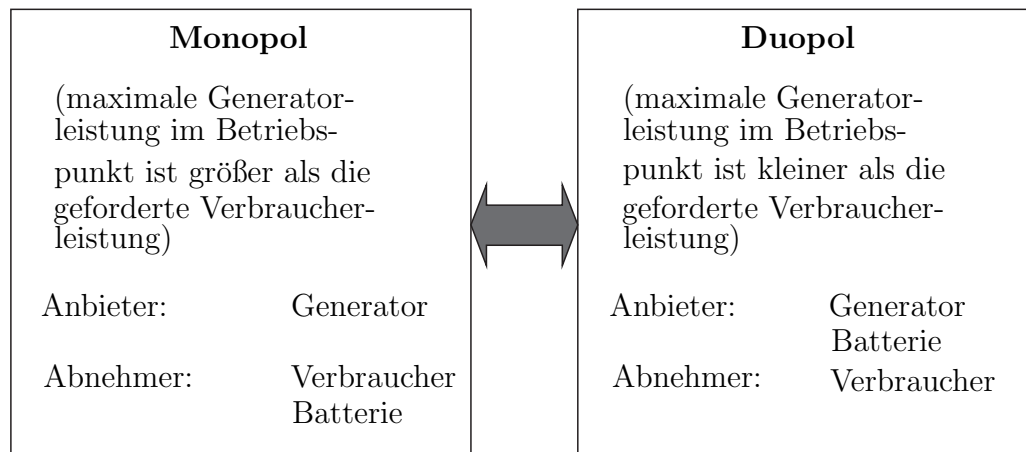 Monopol
(maximale Generator-
leistung im Betriebs-
punkt ist größer als die
geforderte Verbraucher-
leistung)
Anbieter: Generator
Abnehmer: Verbraucher
Batterie
Duopol
(maximale Generator-
leistung im Betriebs-
punkt ist kleiner als die
geforderte Verbraucher-
leistung)
Anbieter: Generator
Batterie
Abnehmer: Verbraucher